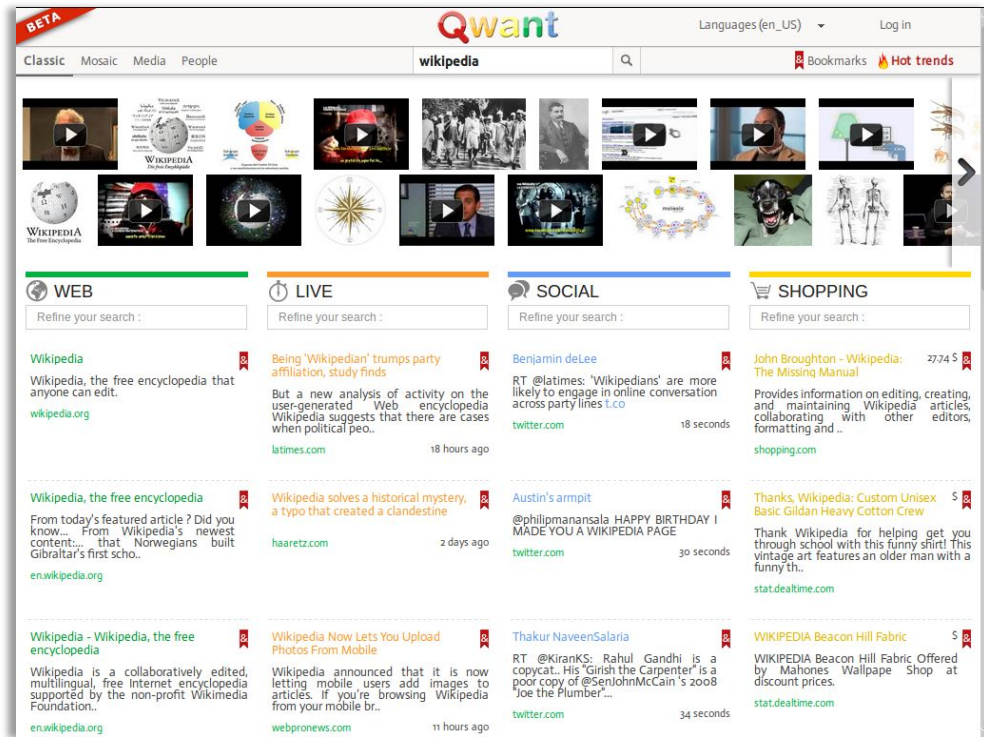 BETA
Qwant
Languages (en_US)
Log in
Classic Mosaic Media People
wikipedia
& Bookmarks
Hot trends
WIKIPEDIA
Die freie Enzyklopädie
WIKIPEDIA
The Free Encyclopedia
meiosis
WEB
Refine your search :
Wikipedia
&
Wikipedia, the free encyclopedia that
anyone can edit.
wikipedia.org
Wikipedia, the free encyclopedia
&
From today's featured article ? Did you
know... From Wikipedia's newest
content:... that Norwegians built
Gibraltar's first scho..
en.wikipedia.org
Wikipedia - Wikipedia, the free
encyclopedia
&
Wikipedia is a collaboratively edited,
multilingual, free Internet encyclopedia
supported by the non-profit Wikimedia
Foundation..
en.wikipedia.org
LIVE
Refine your search :
Being 'Wikipedian' trumps party
affiliation, study finds
&
But a new analysis of activity on the
user-generated Web encyclopedia
Wikipedia suggests that there are cases
when political peo..
latimes.com
18 hours ago
Wikipedia solves a historical mystery,
a typo that created a clandestine
&
haaretz.com
2 days ago
Wikipedia Now Lets You Upload
Photos From Mobile
&
Wikipedia announced that it is now
letting mobile users add images to
articles. If you're browsing Wikipedia
from your mobile br..
webpronews.com
11 hours ago
SOCIAL
Refine your search :
Benjamin deLee
&
RT @latimes: 'Wikipedians' are more
likely to engage in online conversation
across party lines t.co
twitter.com
18 seconds
Austin's armpit
&
@philipmanansala HAPPY BIRTHDAY I
MADE YOU A WIKIPEDIA PAGE
twitter.com
30 seconds
Thakur NaveenSalaria
&
RT @KiranKS: Rahul Gandhi is a
copycat.. His "Girish the Carpenter" is a
poor copy of @SenJohnMcCain 's 2008
"Joe the Plumber"...
twitter.com
34 seconds
SHOPPING
Refine your search :
John Broughton - Wikipedia:
The Missing Manual
27.74 $
&
Provides information on editing, creating,
and maintaining Wikipedia articles,
collaborating with other editors,
formatting and ..
shopping.com
Thanks, Wikipedia: Custom Unisex
Basic Gildan Heavy Cotton Crew
$
&
Thank Wikipedia for helping get you
through school with this funny shirt! This
vintage art features an older man with a
funny th..
stat.dealtime.com
WIKIPEDIA Beacon Hill Fabric
$
&
WIKIPEDIA Beacon Hill Fabric Offered
by Mahones Wallpape Shop at
discount prices.
stat.dealtime.com